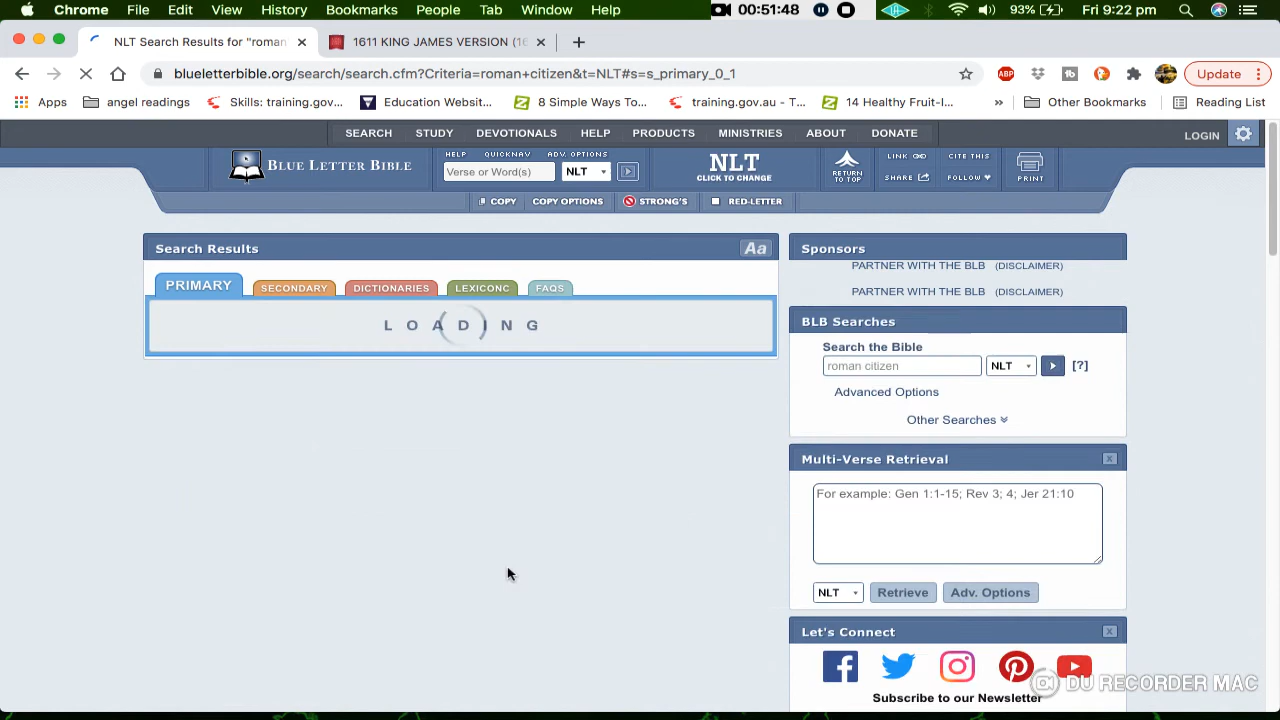 Chrome File Edit View History Bookmarks People Tab Window Help 00:51:48 93% Fri 9:22 pm
NLT Search Results for "roman 1611 KING JAMES VERSION (16
blueletterbible.org/search/search.cfm?Criteria=roman+citizen&t=NLT#s=s_primary_0_1 ABP Update
Apps angel readings Skills: training.gov... Education Websit... 8 Simple Ways To... training.gov.au - T... 14 Healthy Fruit-I... » Other Bookmarks Reading List
SEARCH STUDY DEVOTIONALS HELP PRODUCTS MINISTRIES ABOUT DONATE LOGIN
BLUE LETTER BIBLE
HELP QUICKNAV ADV. OPTIONS
Verse or Word(s) NLT
NLT
CLICK TO CHANGE
RETURN TO TOP
LINK CITE THIS
SHARE FOLLOW
PRINT
COPY COPY OPTIONS STRONG'S RED-LETTER
Search Results Aa
PRIMARY SECONDARY DICTIONARIES LEXICONC FAQS
LOADING
Sponsors
PARTNER WITH THE BLB (DISCLAIMER)
PARTNER WITH THE BLB (DISCLAIMER)
BLB Searches
Search the Bible
roman citizen NLT [?]
Advanced Options
Other Searches
Multi-Verse Retrieval x
For example: Gen 1:1-15; Rev 3; 4; Jer 21:10
NLT Retrieve Adv. Options
Let's Connect x
Subscribe to our Newsletter
DU RECORDER MAC